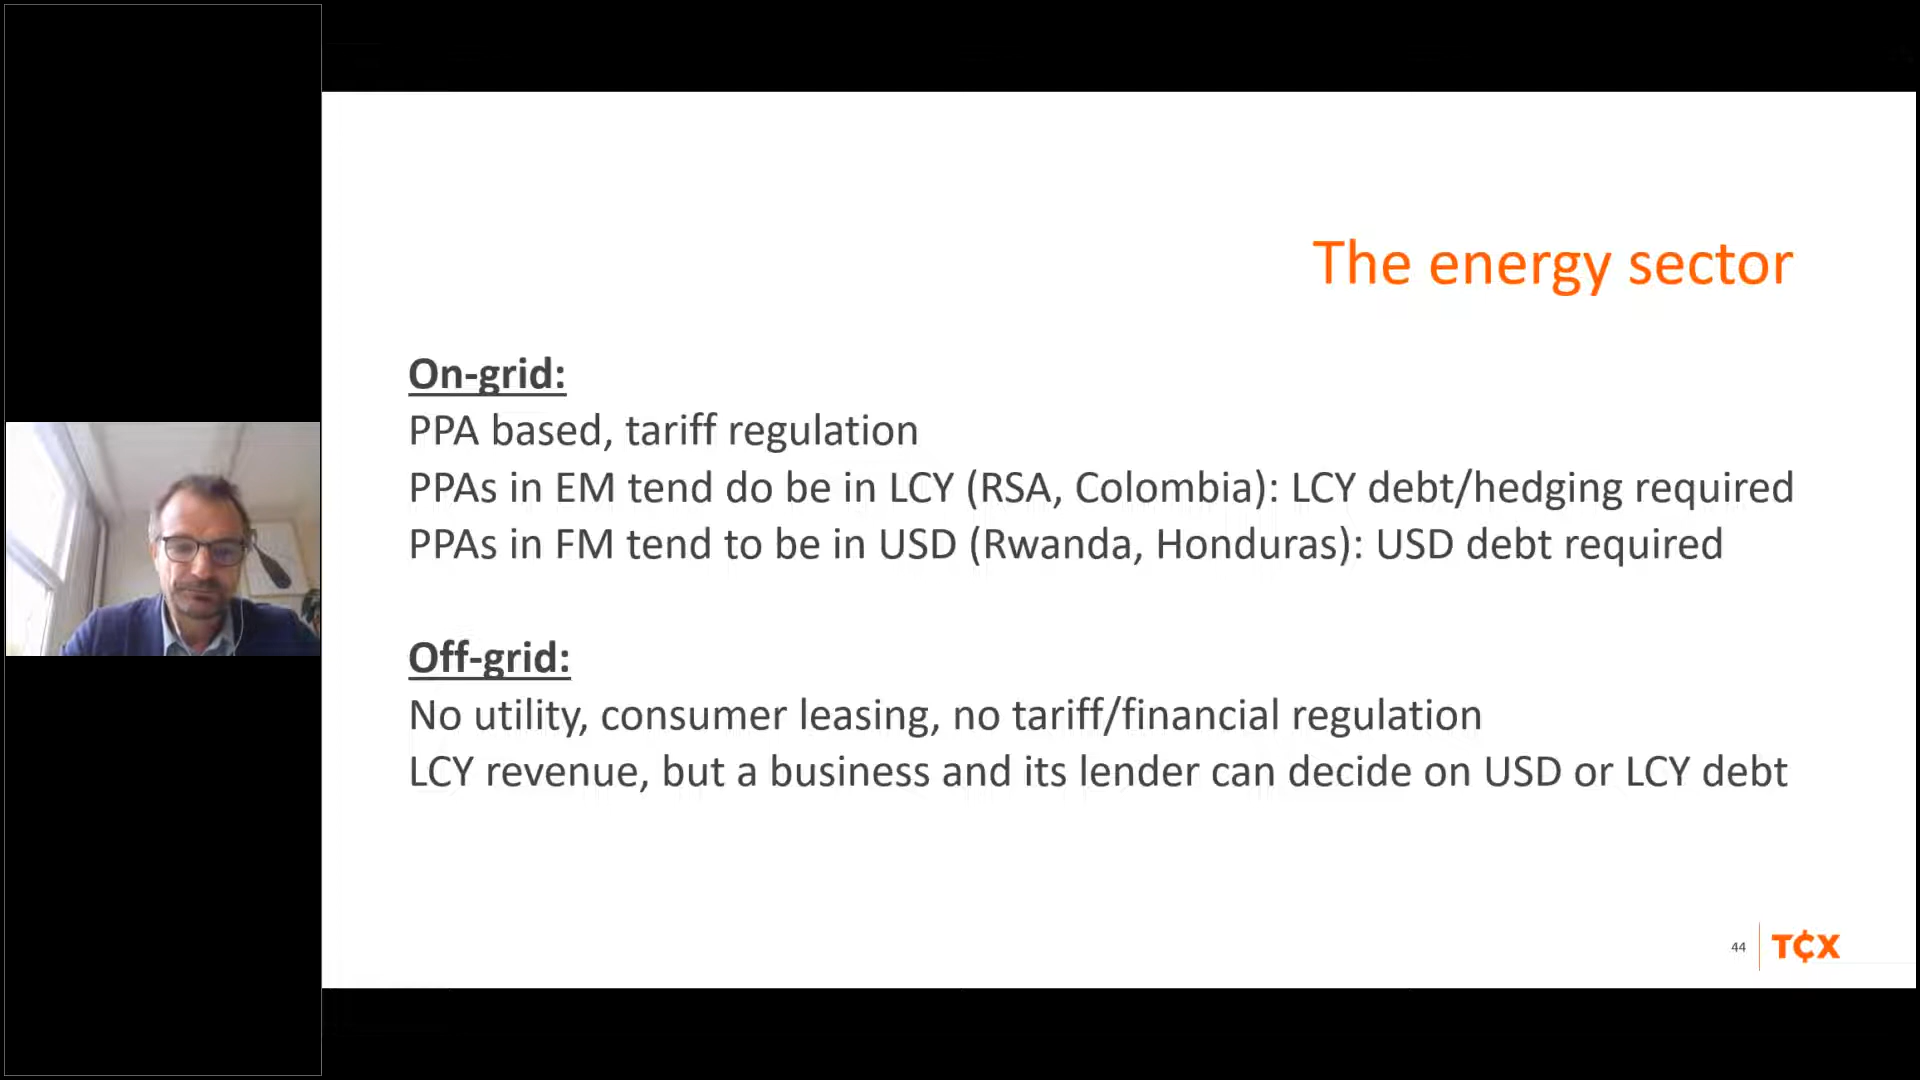 The energy sector
On-grid:
PPA based, tariff regulation
PPAs in EM tend do be in LCY (RSA, Colombia): LCY debt/hedging required
PPAs in FM tend to be in USD (Rwanda, Honduras): USD debt required
Off-grid:
No utility, consumer leasing, no tariff/financial regulation
LCY revenue, but a business and its lender can decide on USD or LCY debt
44 T¢X